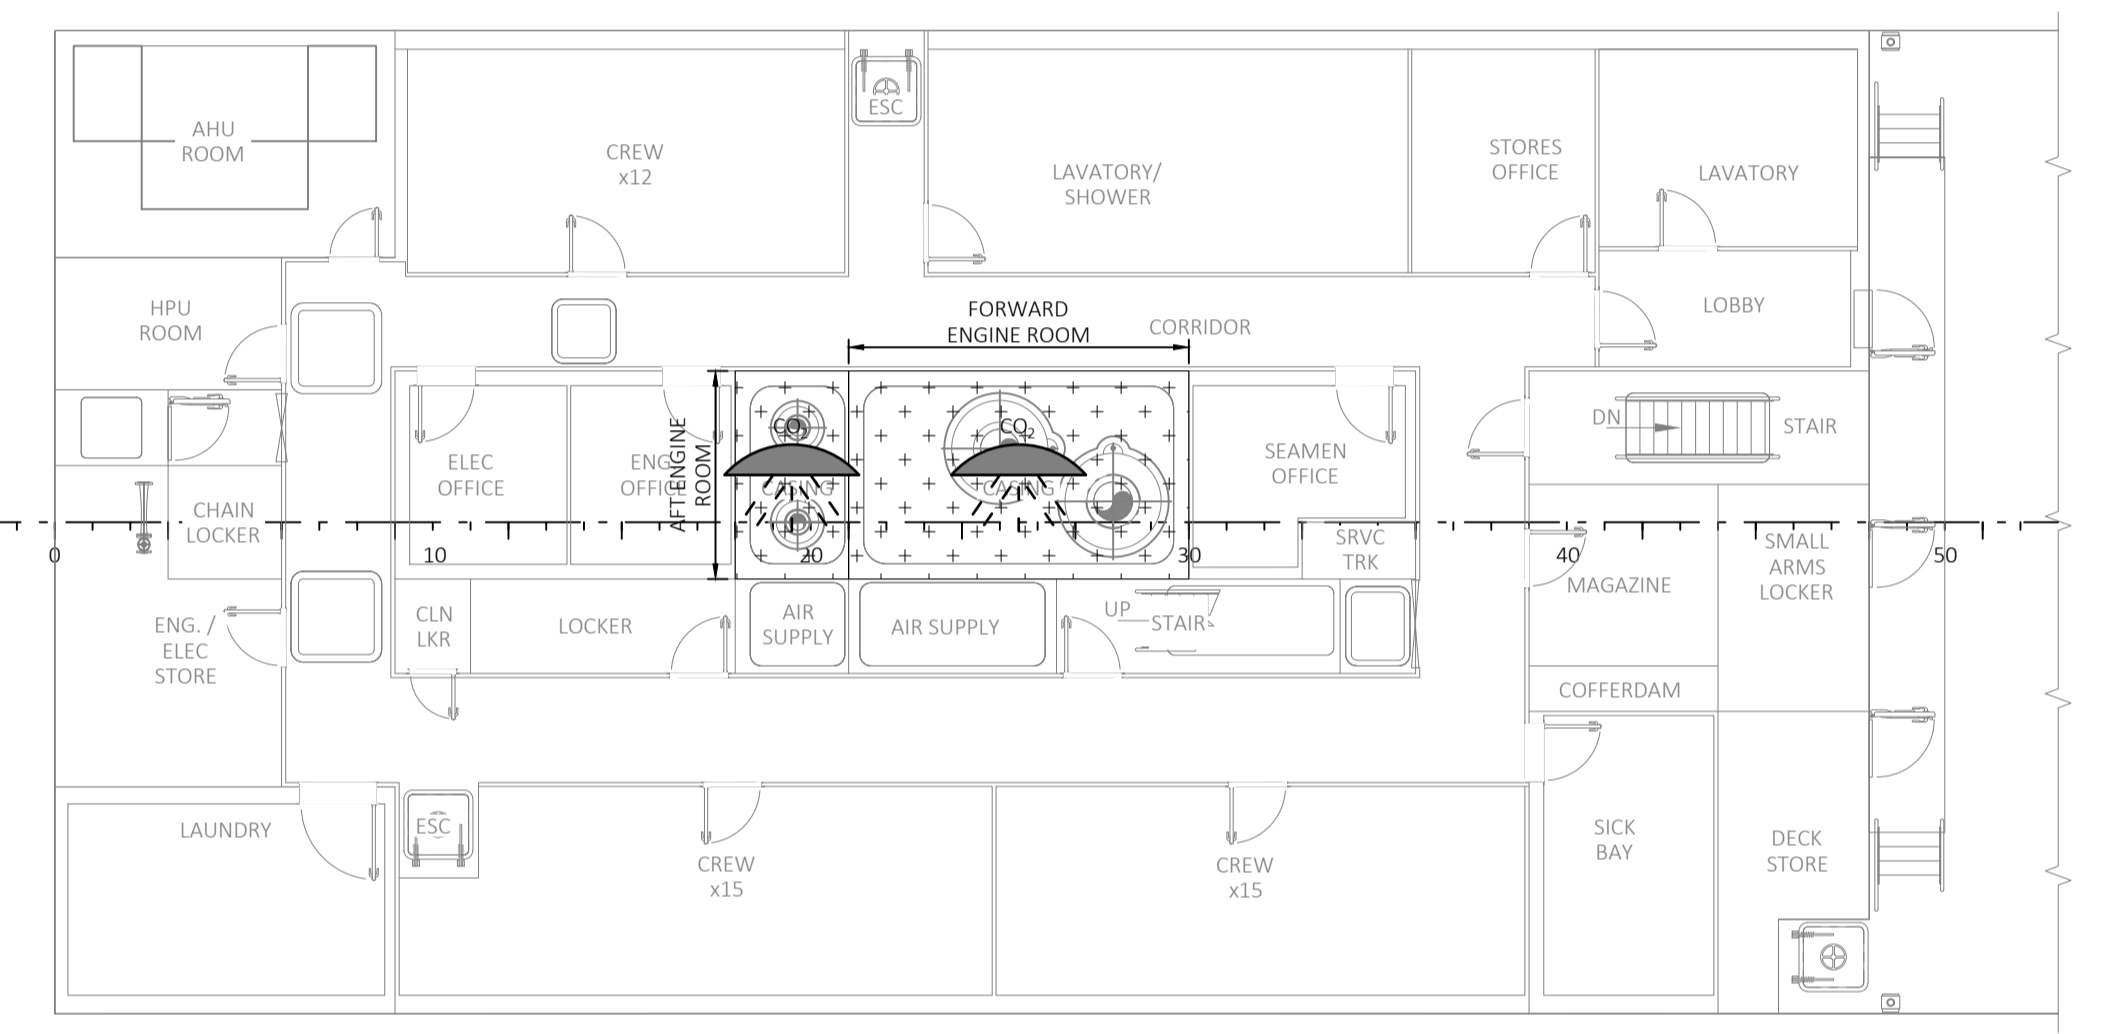 AHU
ROOM
CREW
x12
ESC
LAVATORY/
SHOWER
STORES
OFFICE
LAVATORY
HPU
ROOM
FORWARD
ENGINE ROOM
CORRIDOR
LOBBY
ELEC
OFFICE
ENG.
OFFICE
AFT ENGINE
ROOM
CO2
CASING
CO2
CASING
SEAMEN
OFFICE
DN
STAIR
CHAIN
LOCKER
0
10
20
30
40
50
SRVC
TRK
MAGAZINE
SMALL
ARMS
LOCKER
ENG. /
ELEC
STORE
CLN
LKR
LOCKER
AIR
SUPPLY
AIR SUPPLY
UP
STAIR
COFFERDAM
LAUNDRY
ESC
CREW
x15
CREW
x15
SICK
BAY
DECK
STORE